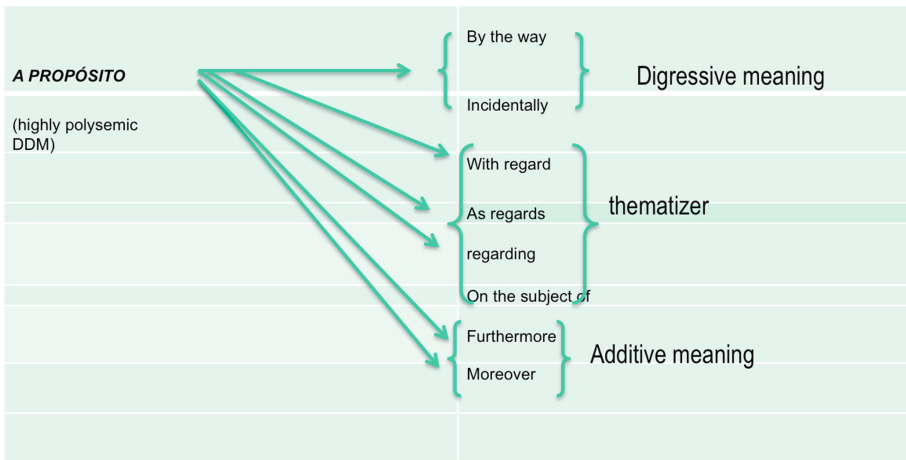 A PROPÓSITO
(highly polysemic
DDM)
By the way
Incidentally
Digressive meaning
With regard
As regards
regarding
On the subject of
thematizer
Furthermore
Moreover
Additive meaning